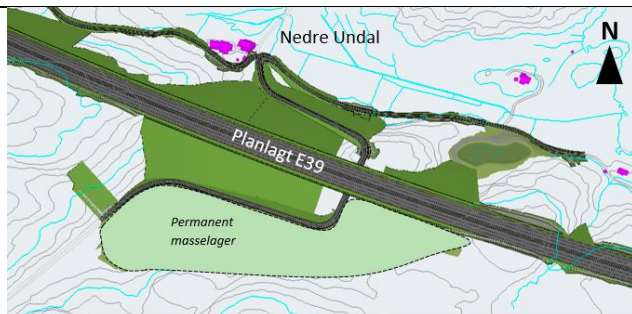 Nedre Undal
N
Planlagt E39
Permanent
masselager